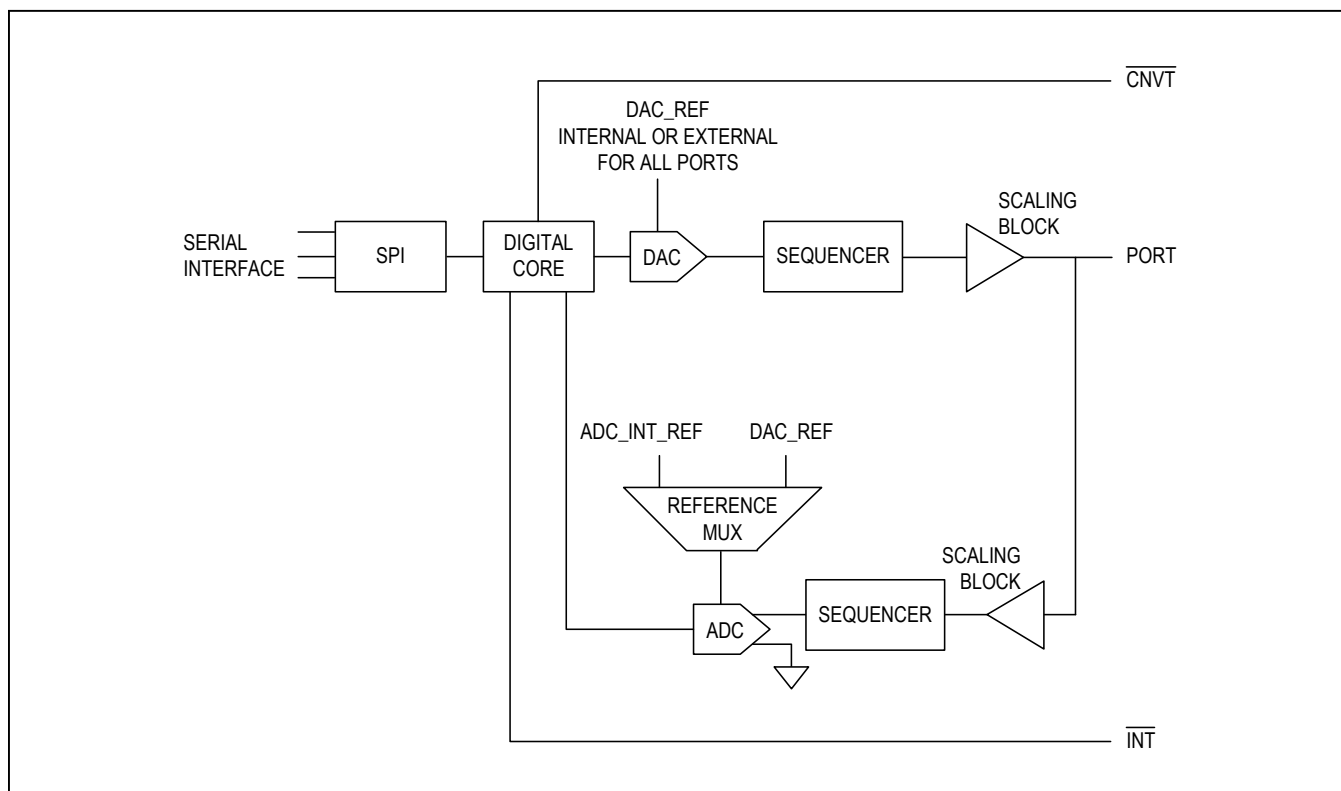 CNVT
DAC_REF
INTERNAL OR EXTERNAL
FOR ALL PORTS
SCALING
BLOCK
SERIAL
INTERFACE
SPI
DIGITAL
CORE
DAC
SEQUENCER
PORT
ADC_INT_REF
DAC_REF
REFERENCE
MUX
SCALING
BLOCK
ADC
SEQUENCER
INT